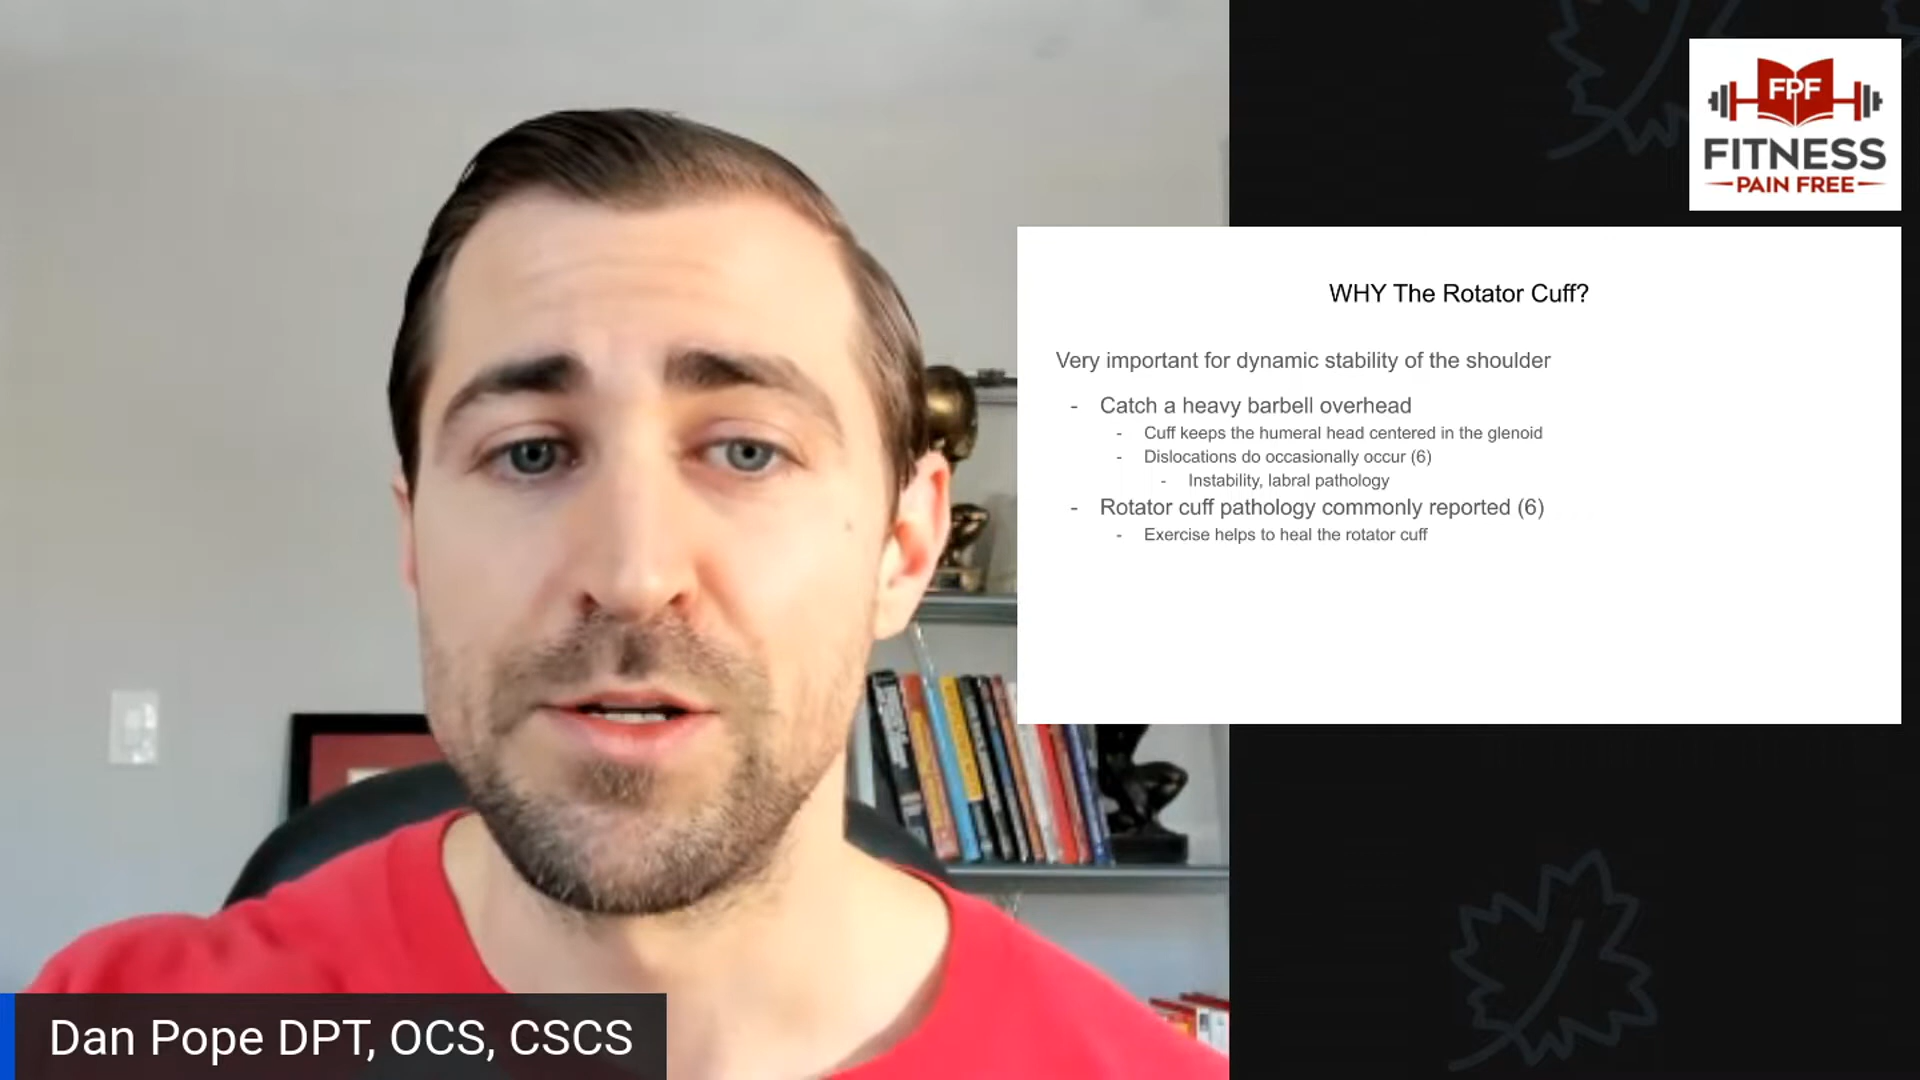 FPF
FITNESS
PAIN FREE
WHY The Rotator Cuff?
Very important for dynamic stability of the shoulder
- Catch a heavy barbell overhead
- Cuff keeps the humeral head centered in the glenoid
- Dislocations do occasionally occur (6)
- Instability, labral pathology
- Rotator cuff pathology commonly reported (6)
- Exercise helps to heal the rotator cuff
Dan Pope DPT, OCS, CSCS